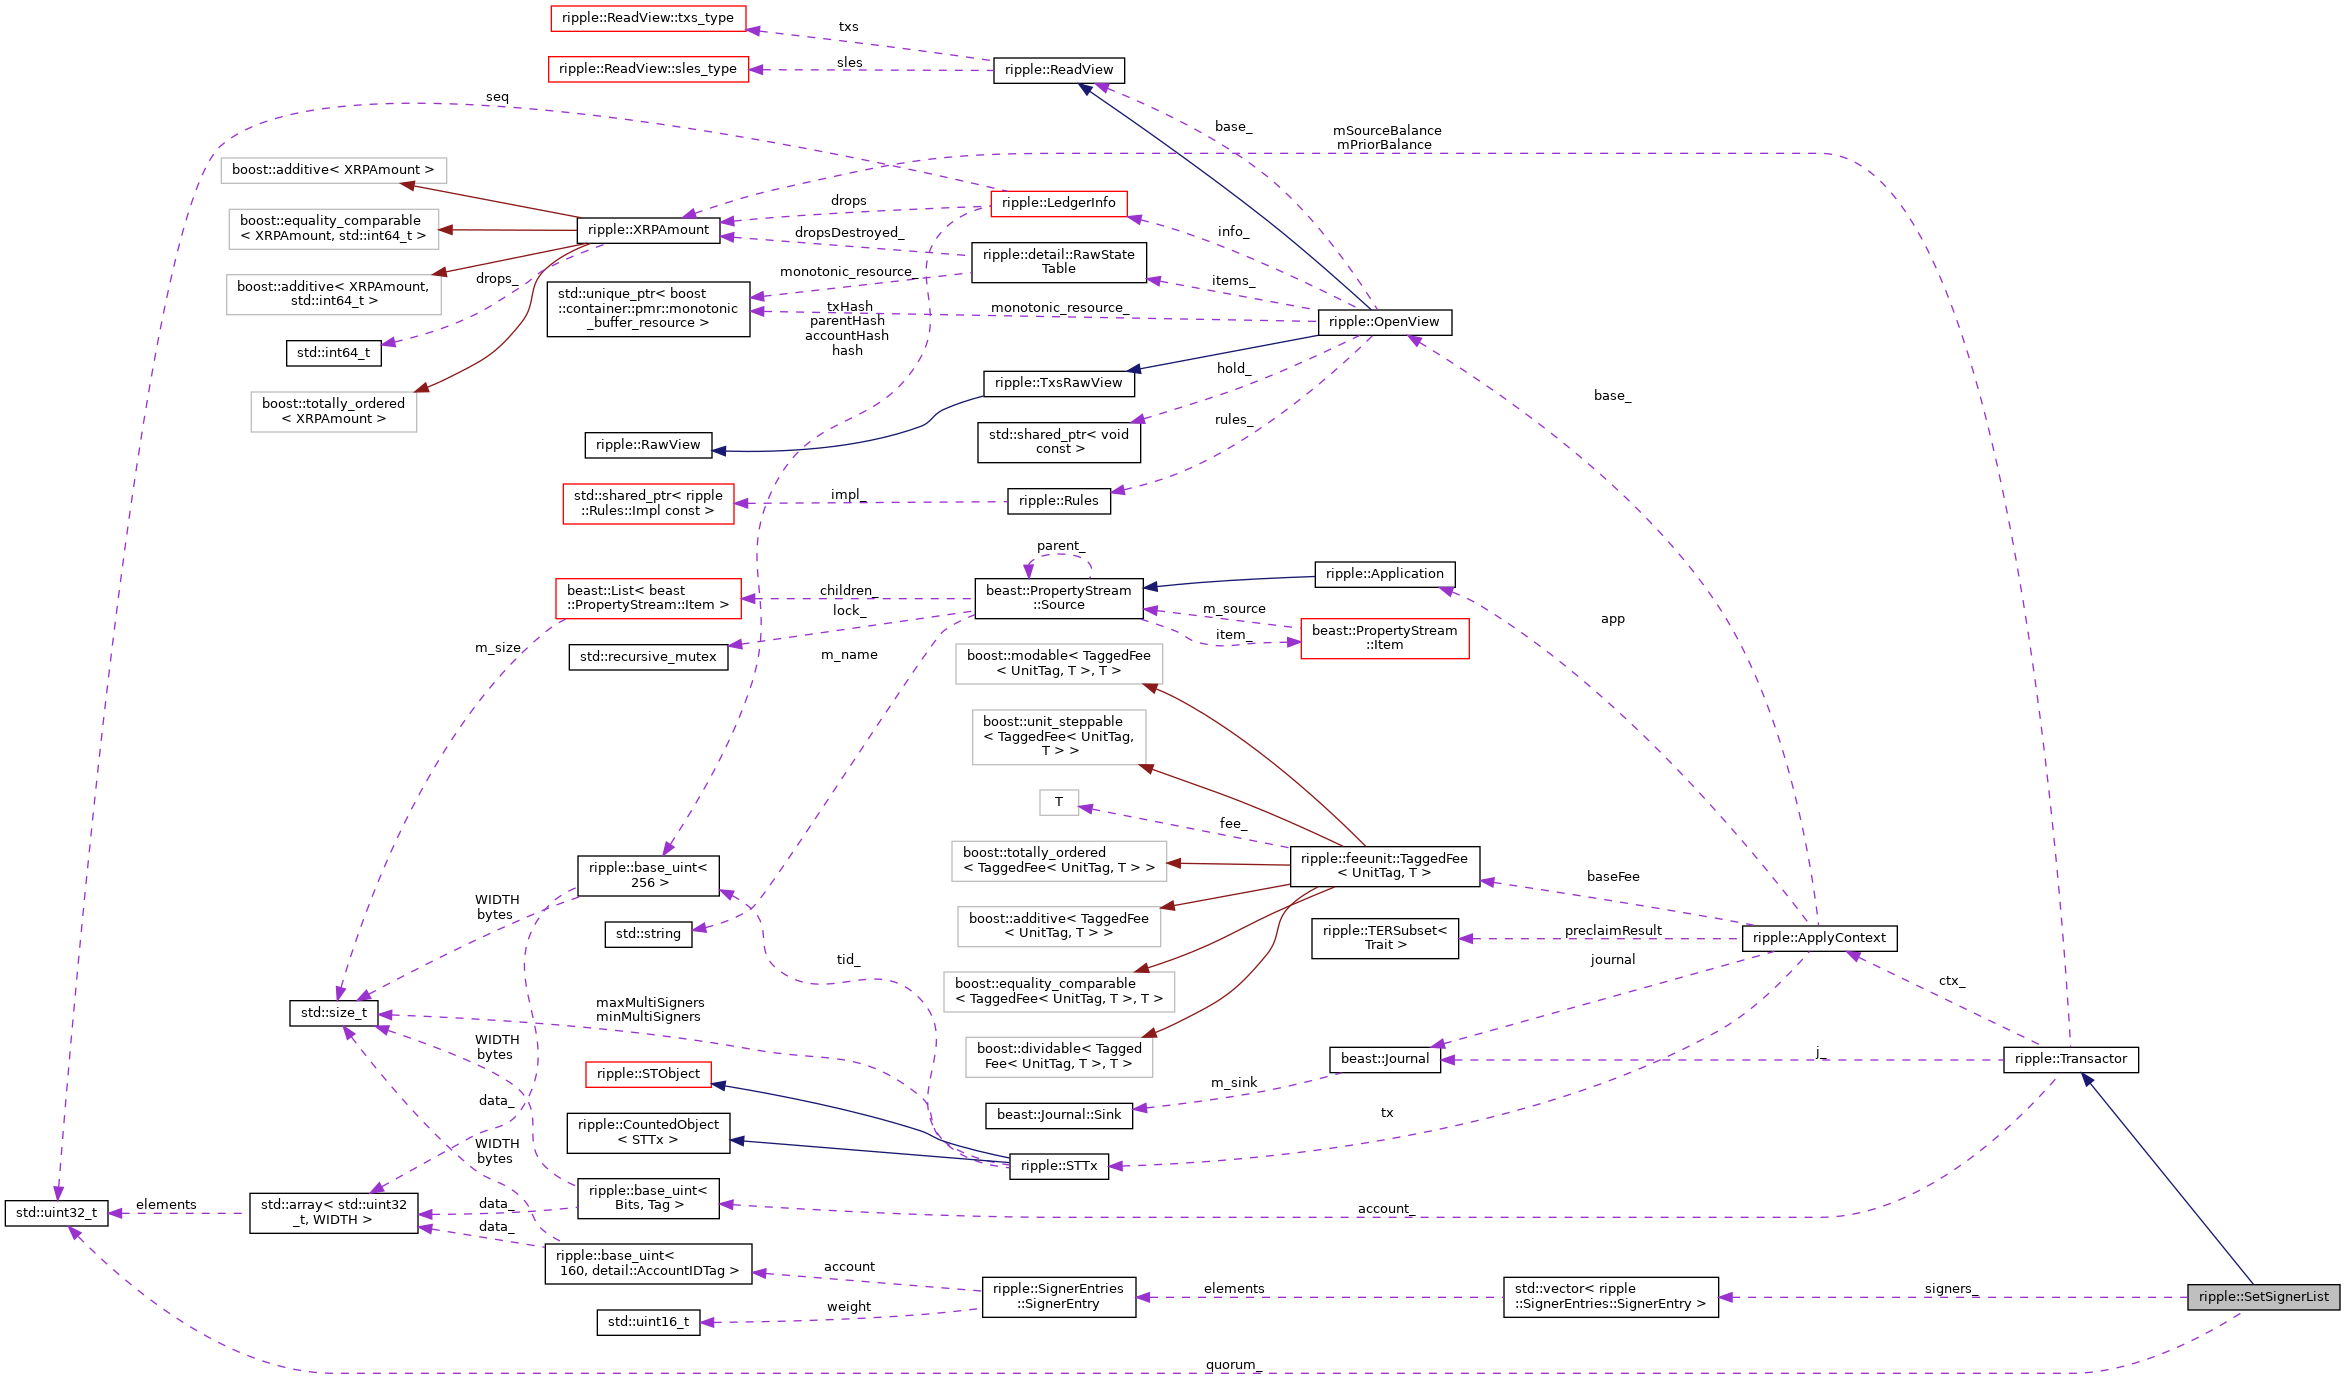 ripple::ReadView::txs_type
txs
ripple::ReadView::sles_type
sles
ripple::ReadView
seq
base_
mSourceBalance
mPriorBalance
boost::additive< XRPAmount >
boost::equality_comparable
< XRPAmount, std::int64_t >
ripple::XRPAmount
drops
ripple::LedgerInfo
dropsDestroyed_
info_
ripple::detail::RawState
Table
boost::additive< XRPAmount,
std::int64_t >
drops_
monotonic_resource_
items_
std::unique_ptr< boost
::container::pmr::monotonic
_buffer_resource >
txHash
parentHash
accountHash
hash
monotonic_resource_
ripple::OpenView
std::int64_t
hold_
ripple::TxsRawView
boost::totally_ordered
< XRPAmount >
base_
rules_
ripple::RawView
std::shared_ptr< void
const >
std::shared_ptr< ripple
::Rules::Impl const >
impl_
ripple::Rules
parent_
beast::List< beast
::PropertyStream::Item >
children_
lock_
beast::PropertyStream
::Source
ripple::Application
m_source
item_
beast::PropertyStream
::Item
app
m_size
std::recursive_mutex
m_name
boost::modable< TaggedFee
< UnitTag, T >, T >
boost::unit_steppable
< TaggedFee< UnitTag,
T > >
T
fee_
boost::totally_ordered
< TaggedFee< UnitTag, T > >
ripple::feeunit::TaggedFee
< UnitTag, T >
baseFee
ripple::base_uint<
256 >
WIDTH
bytes
std::string
boost::additive< TaggedFee
< UnitTag, T > >
ripple::TERSubset<
Trait >
preclaimResult
ripple::ApplyContext
tid_
journal
ctx_
boost::equality_comparable
< TaggedFee< UnitTag, T >, T >
std::size_t
maxMultiSigners
minMultiSigners
WIDTH
bytes
boost::dividable< Tagged
Fee< UnitTag, T >, T >
beast::Journal
j_
ripple::Transactor
ripple::STObject
m_sink
data_
beast::Journal::Sink
tx
ripple::CountedObject
< STTx >
WIDTH
bytes
ripple::STTx
std::uint32_t
elements
std::array< std::uint32
_t, WIDTH >
data_
data_
ripple::base_uint<
Bits, Tag >
account_
ripple::base_uint<
160, detail::AccountIDTag >
account
weight
ripple::SignerEntries
::SignerEntry
elements
std::vector< ripple
::SignerEntries::SignerEntry >
signers_
ripple::SetSignerList
std::uint16_t
quorum_